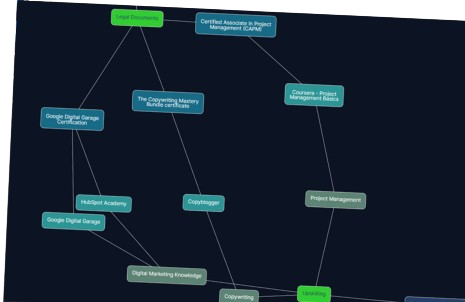 Legal Documents
Certified Associate In Project
Management (CAPM)
Coursera - Project
Management Basics
The Copywriting Mastery
Bundle certificate
Google Digital Garage
Certification
HubSpot Academy
Copyblogger
Project Management
Google Digital Garage
Digital Marketing Knowledge
Copywriting
Upskilling